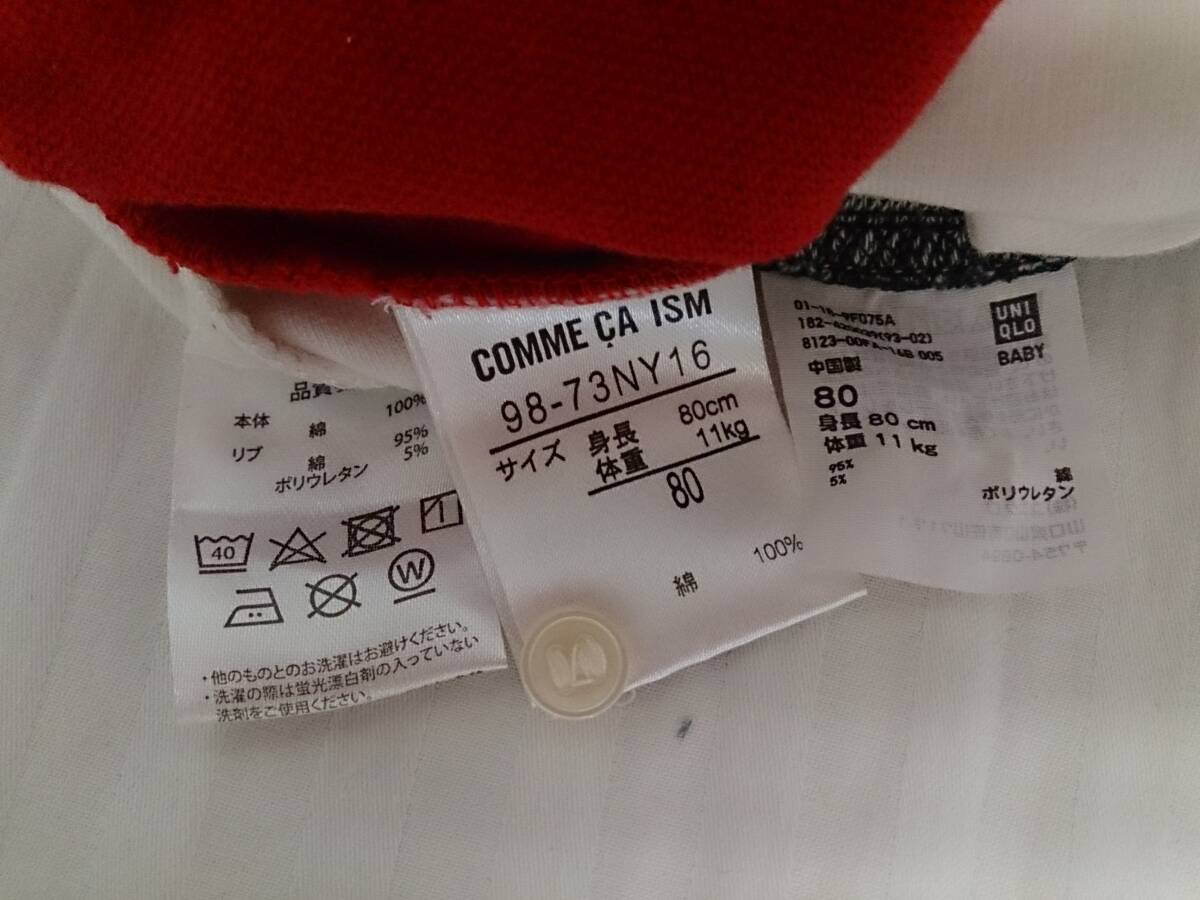 本体 綿 100%
リブ 綿 95%
ポリウレタン 5%
40
W
・他のものとのお洗濯はお避けください。
・洗濯の際は蛍光漂白剤の入っていない
洗剤をご使用ください。
COMME ÇA ISM
98-73NY16
サイズ 身長 80cm
体重 11kg
80
綿 100%
UNI
QLO
BABY
中国製
80
身長 80 cm
体重 11 kg
95% 綿
5% ポリウレタン